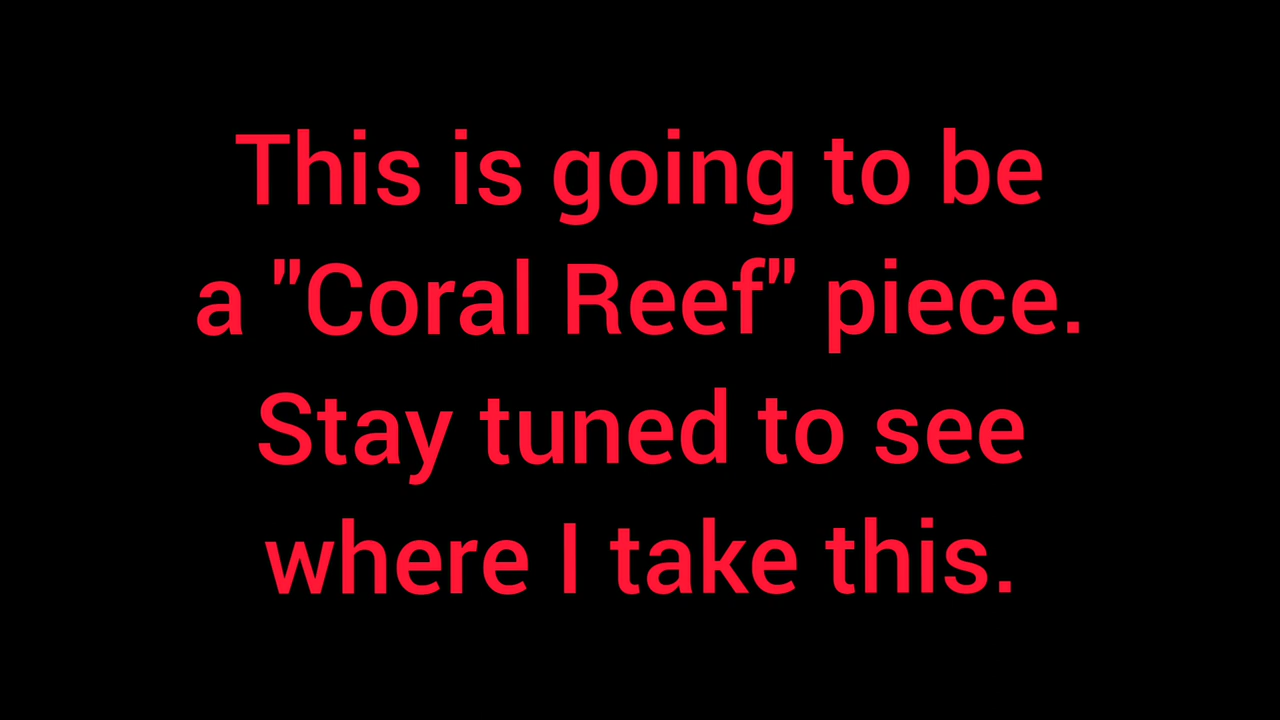 This is going to be
a "Coral Reef" piece.
Stay tuned to see
where I take this.